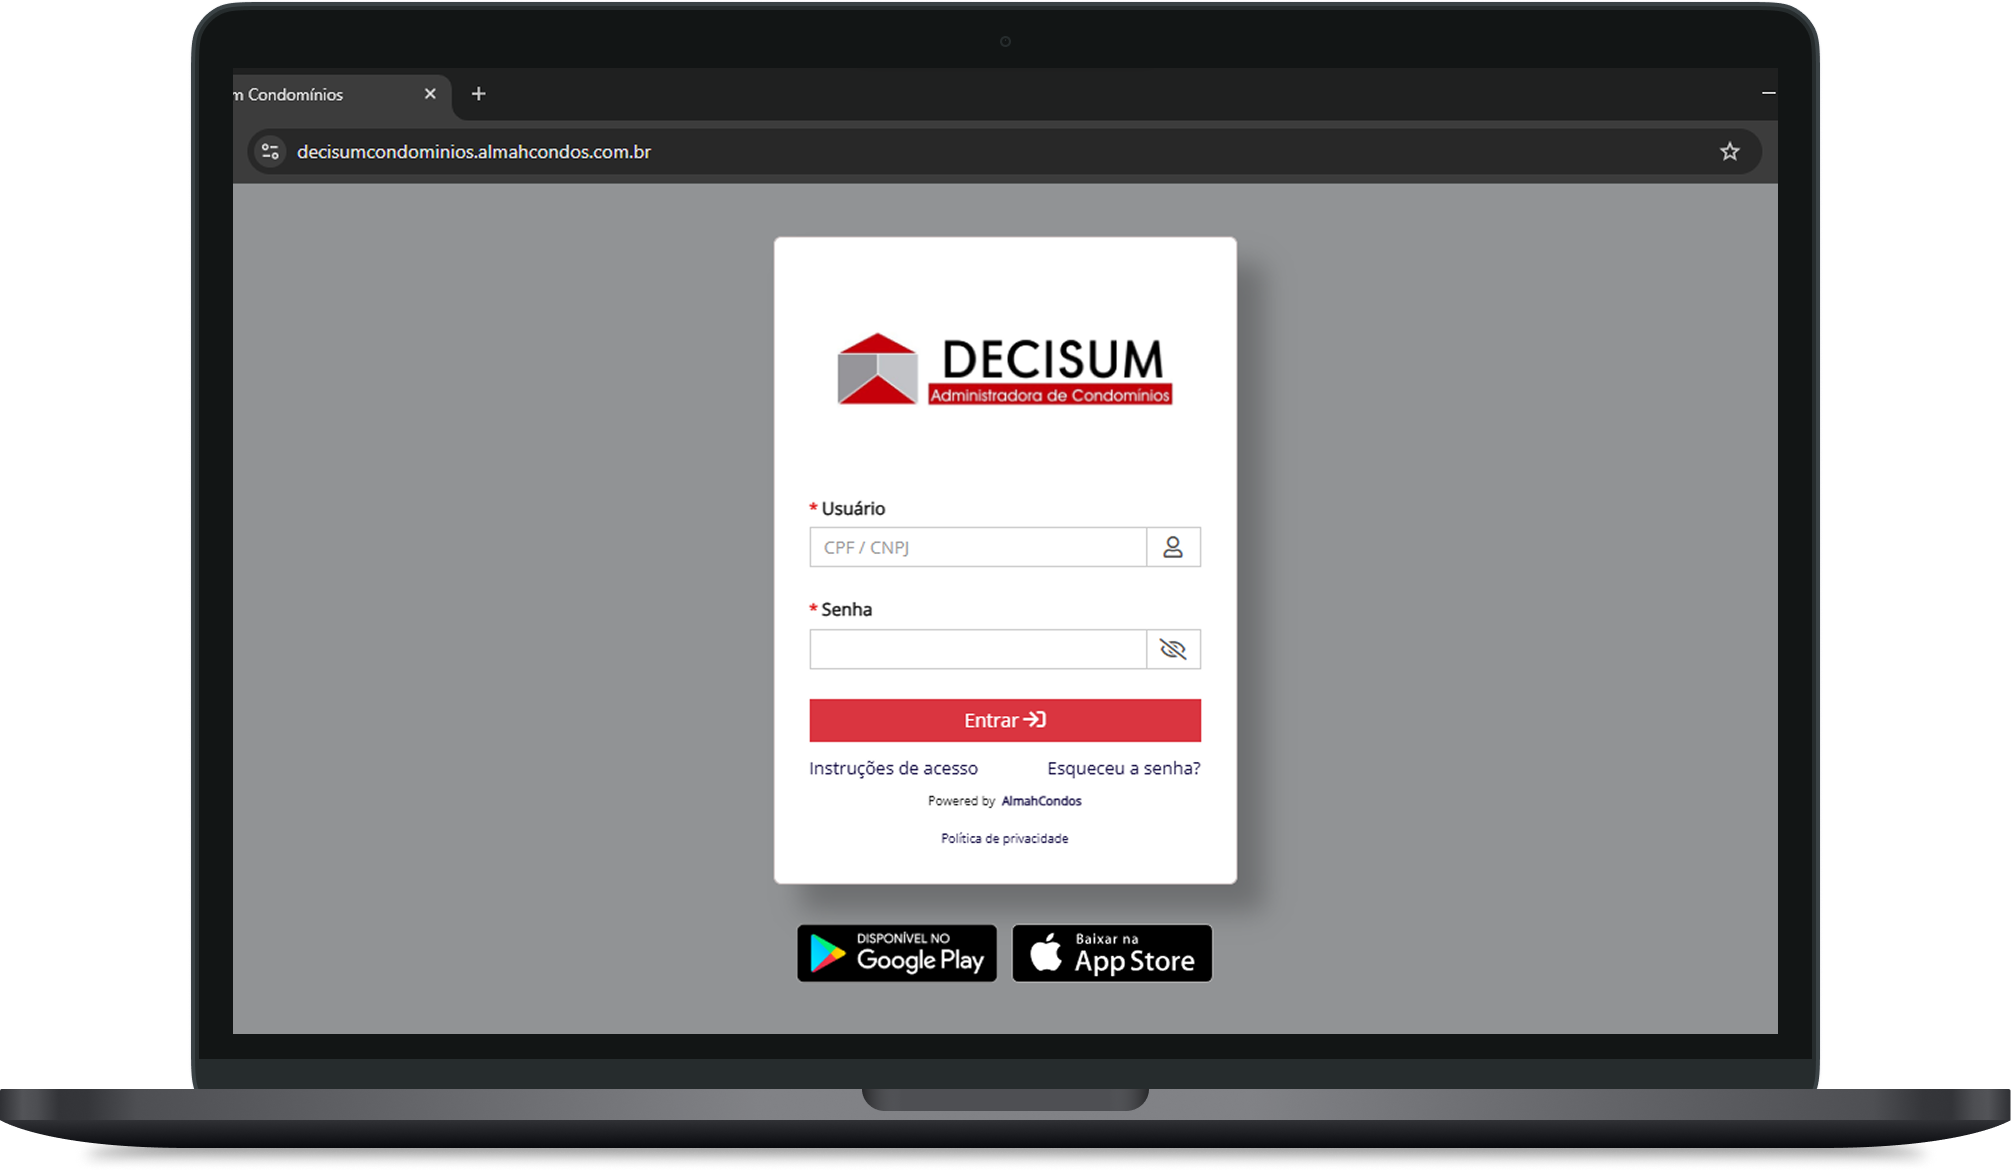 m Condomínios
decisumcondominios.almahcondos.com.br
DECISUM
Administradora de Condomínios
* Usuário
CPF / CNPJ
* Senha
Entrar
Instruções de acesso
Esqueceu a senha?
Powered by AlmahCondos
Política de privacidade
DISPONÍVEL NO
Google Play
Baixar na
App Store